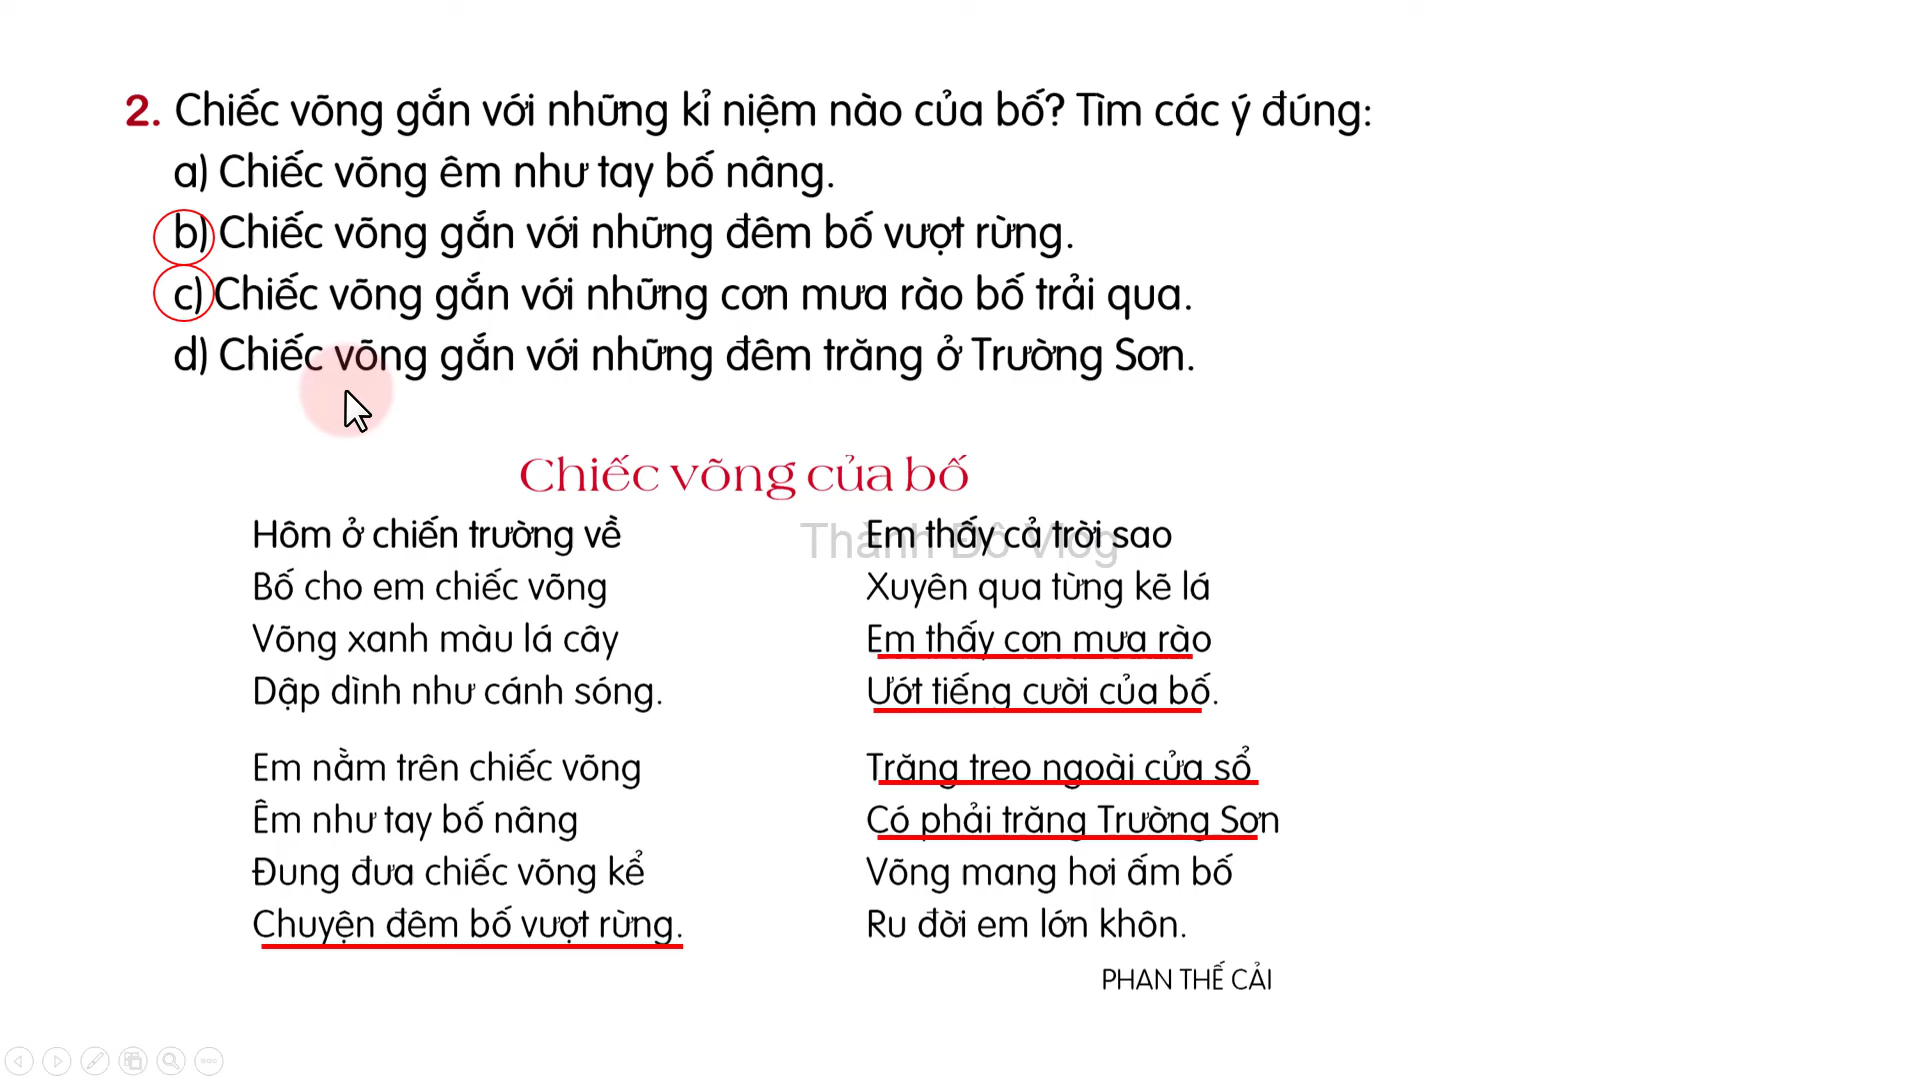 2. Chiếc võng gắn với những kỉ niệm nào của bố? Tìm các ý đúng:
a) Chiếc võng êm như tay bố nâng.
b) Chiếc võng gắn với những đêm bố vượt rừng.
c) Chiếc võng gắn với những cơn mưa rào bố trải qua.
d) Chiếc võng gắn với những đêm trăng ở Trường Sơn.
Chiếc võng của bố
Hôm ở chiến trường về
Bố cho em chiếc võng
Võng xanh màu lá cây
Dập dình như cánh sóng.
Em nằm trên chiếc võng
Êm như tay bố nâng
Đung đưa chiếc võng kể
Chuyện đêm bố vượt rừng.
Thành Đô Vlog
Em thấy cả trời sao
Xuyên qua từng kẽ lá
Em thấy cơn mưa rào
Ướt tiếng cười của bố.
Trăng treo ngoài cửa sổ
Có phải trăng Trường Sơn
Võng mang hơi ấm bố
Ru đời em lớn khôn.
PHAN THẾ CẢI